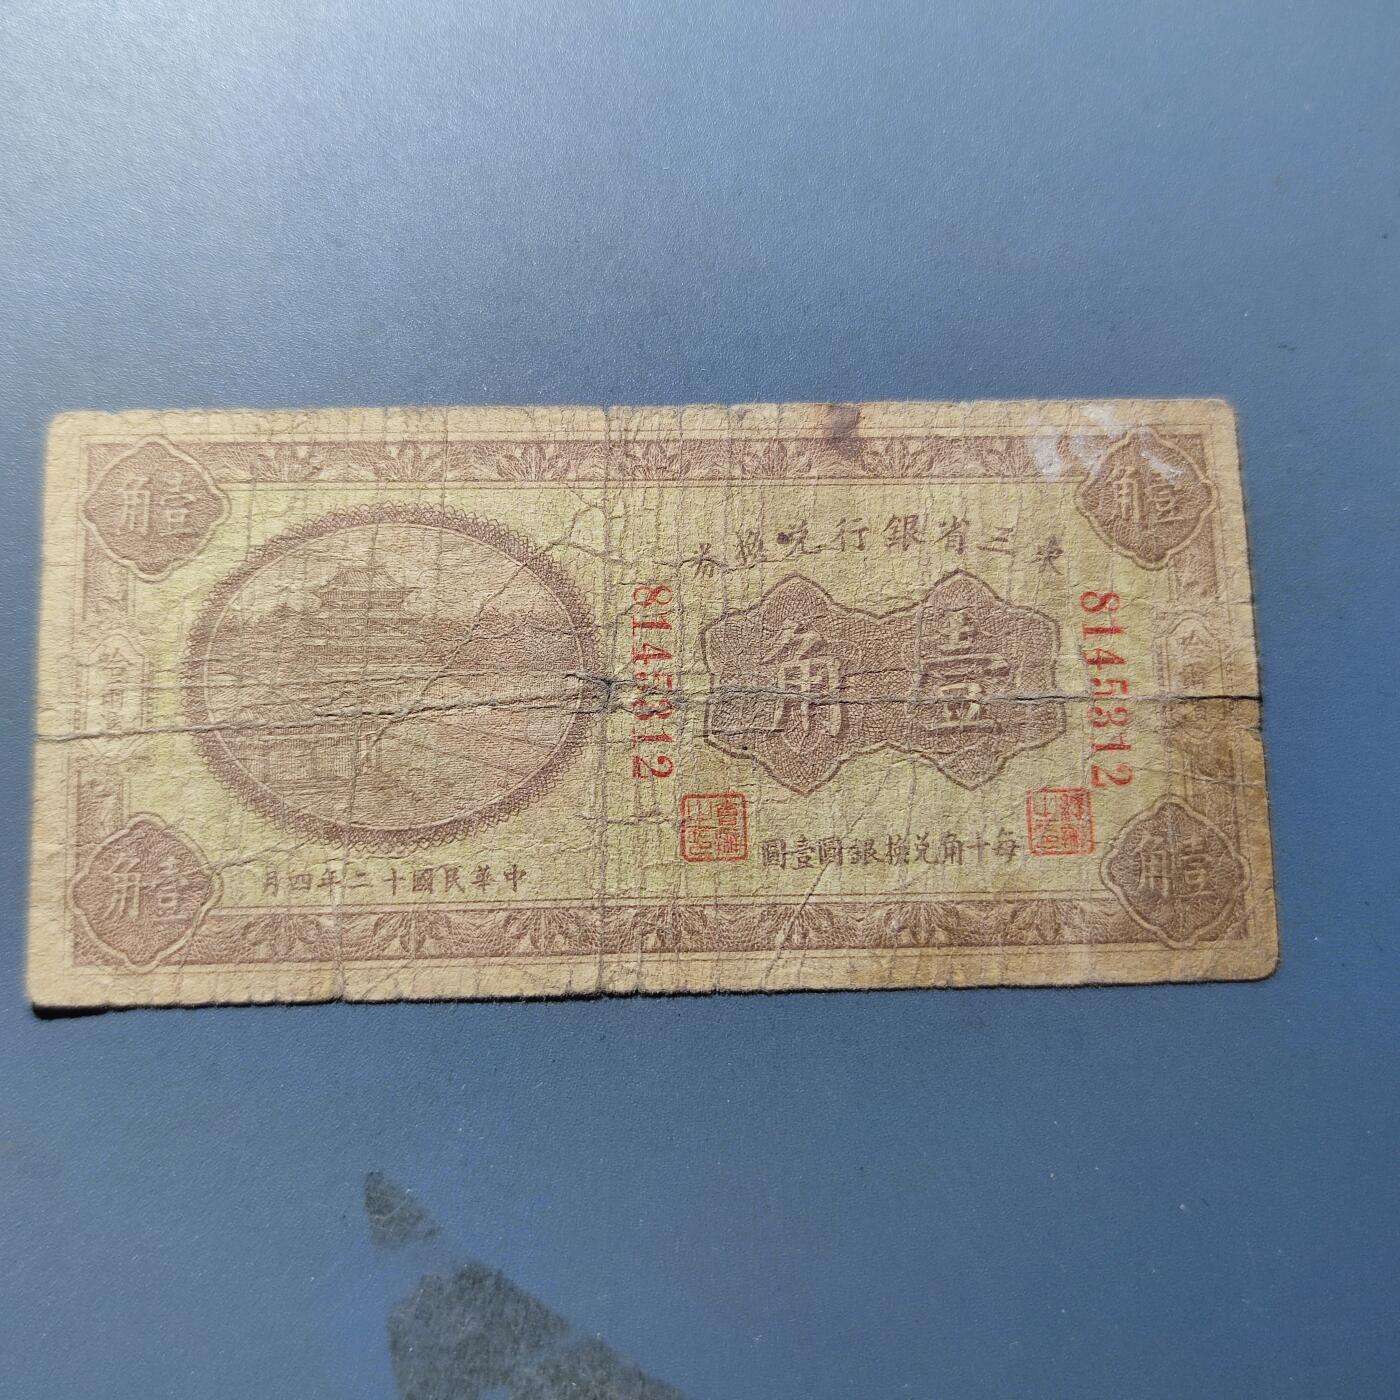 壹角
壹角
東三省銀行兌換券
壹角
8145312
8145312
每十角兌換銀圓壹圓
中華民國十二年四月
壹角
壹角